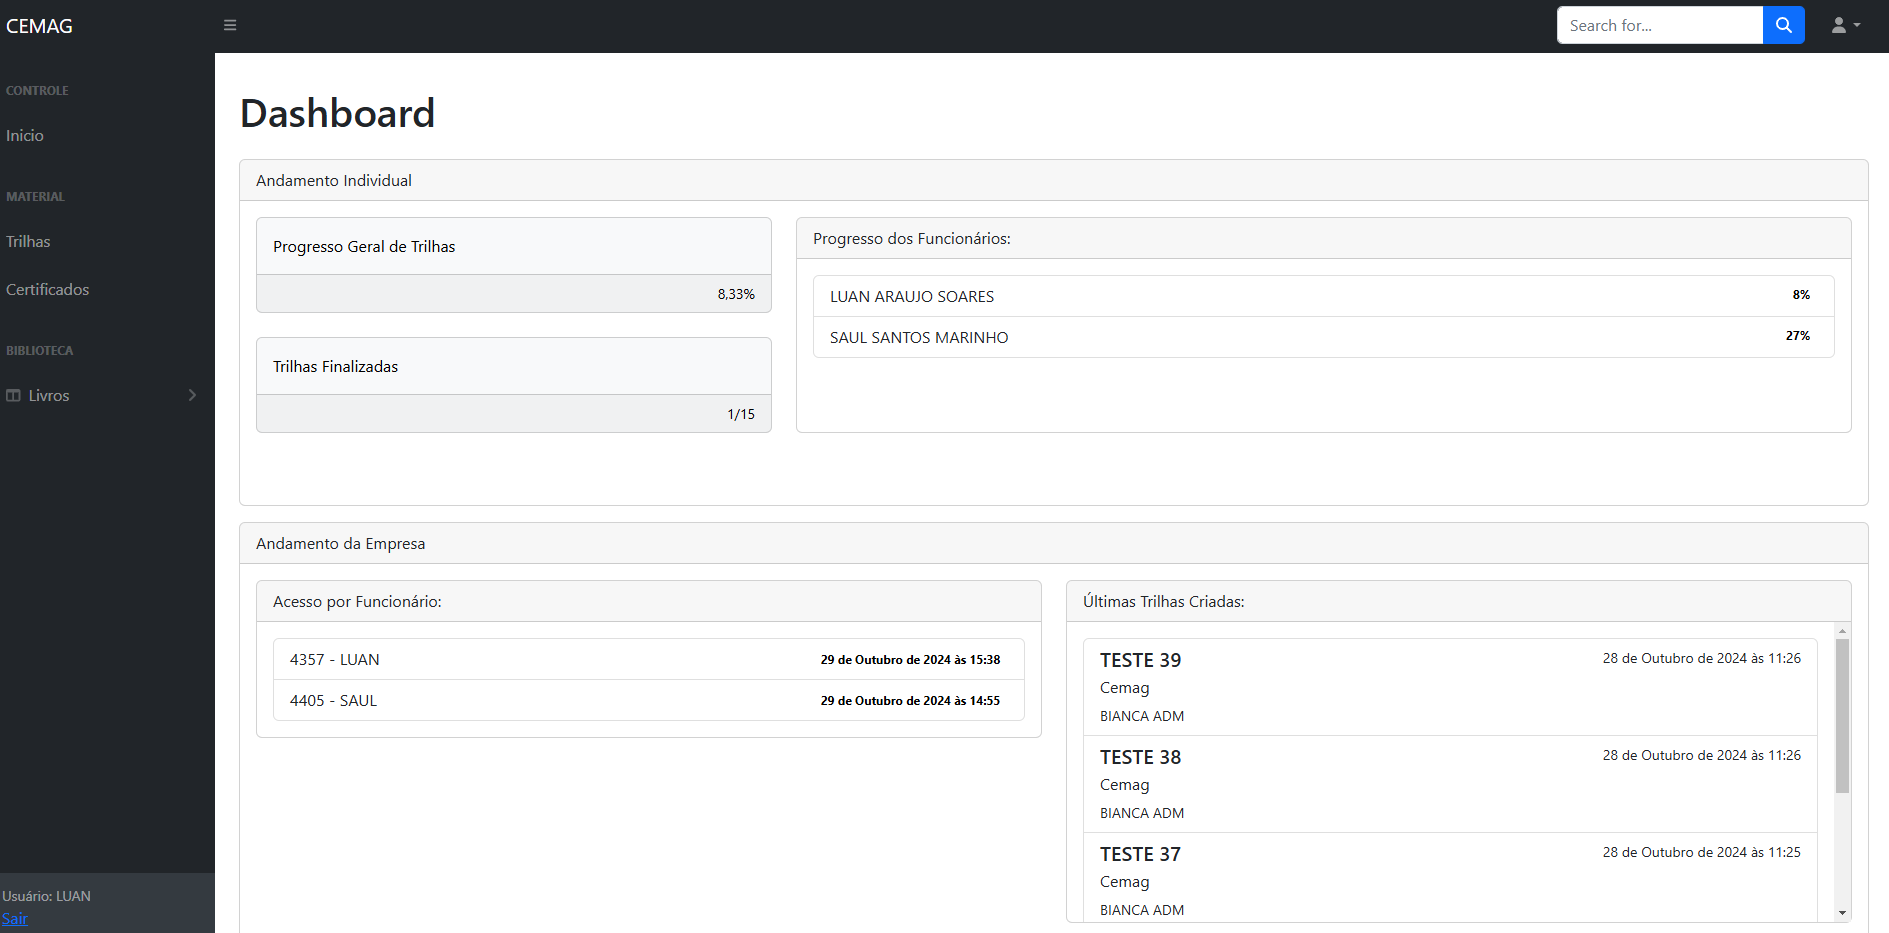 CEMAG
Search for...
CONTROLE
Inicio
MATERIAL
Trilhas
Certificados
BIBLIOTECA
Livros
Usuário: LUAN
Sair
Dashboard
Andamento Individual
Progresso Geral de Trilhas
8,33%
Trilhas Finalizadas
1/15
Progresso dos Funcionários:
LUAN ARAUJO SOARES 8%
SAUL SANTOS MARINHO 27%
Andamento da Empresa
Acesso por Funcionário:
4357 - LUAN 29 de Outubro de 2024 às 15:38
4405 - SAUL 29 de Outubro de 2024 às 14:55
Últimas Trilhas Criadas:
TESTE 39 28 de Outubro de 2024 às 11:26
Cemag
BIANCA ADM
TESTE 38 28 de Outubro de 2024 às 11:26
Cemag
BIANCA ADM
TESTE 37 28 de Outubro de 2024 às 11:25
Cemag
BIANCA ADM